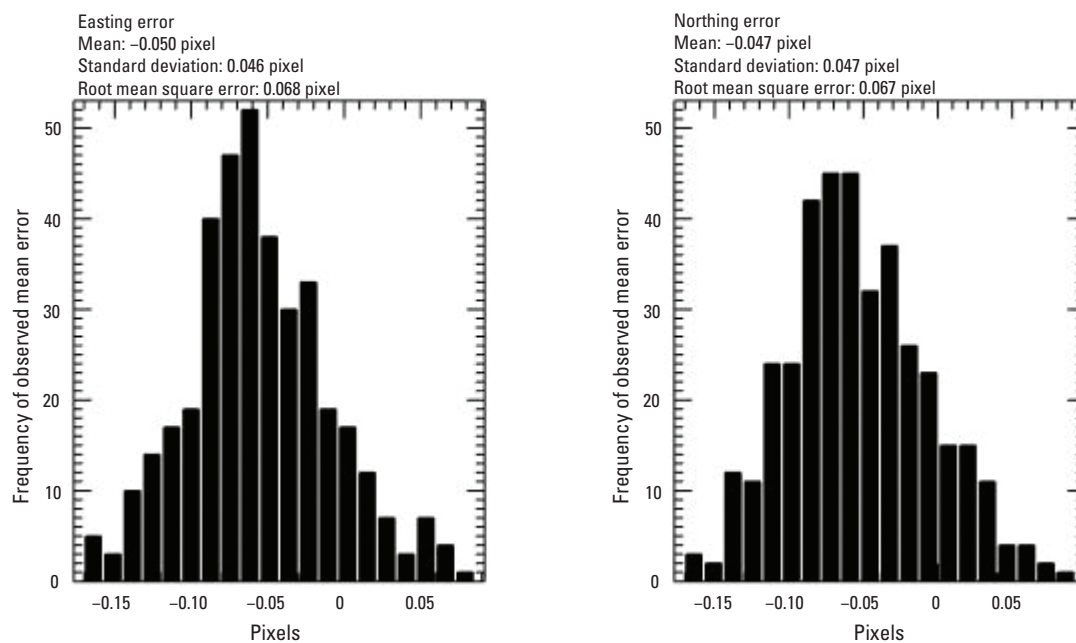 Easting error
Mean: −0.050 pixel
Standard deviation: 0.046 pixel
Root mean square error: 0.068 pixel
Frequency of observed mean error
50
40
30
20
10
0
−0.15 −0.10 −0.05 0 0.05
Pixels
Northing error
Mean: −0.047 pixel
Standard deviation: 0.047 pixel
Root mean square error: 0.067 pixel
Frequency of observed mean error
50
40
30
20
10
0
−0.15 −0.10 −0.05 0 0.05
Pixels